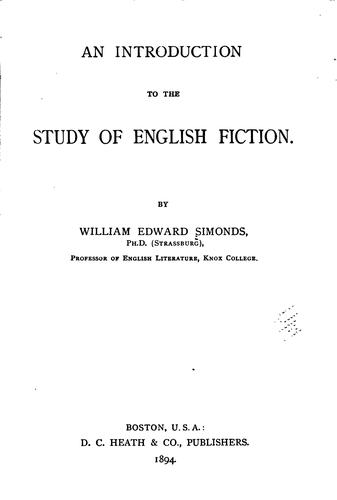 AN INTRODUCTION
TO THE
STUDY OF ENGLISH FICTION.
BY
WILLIAM EDWARD SIMONDS,
PH.D. (STRASSBURG),
PROFESSOR OF ENGLISH LITERATURE, KNOX COLLEGE.
BOSTON, U.S.A.:
D. C. HEATH & CO., PUBLISHERS.
1894.